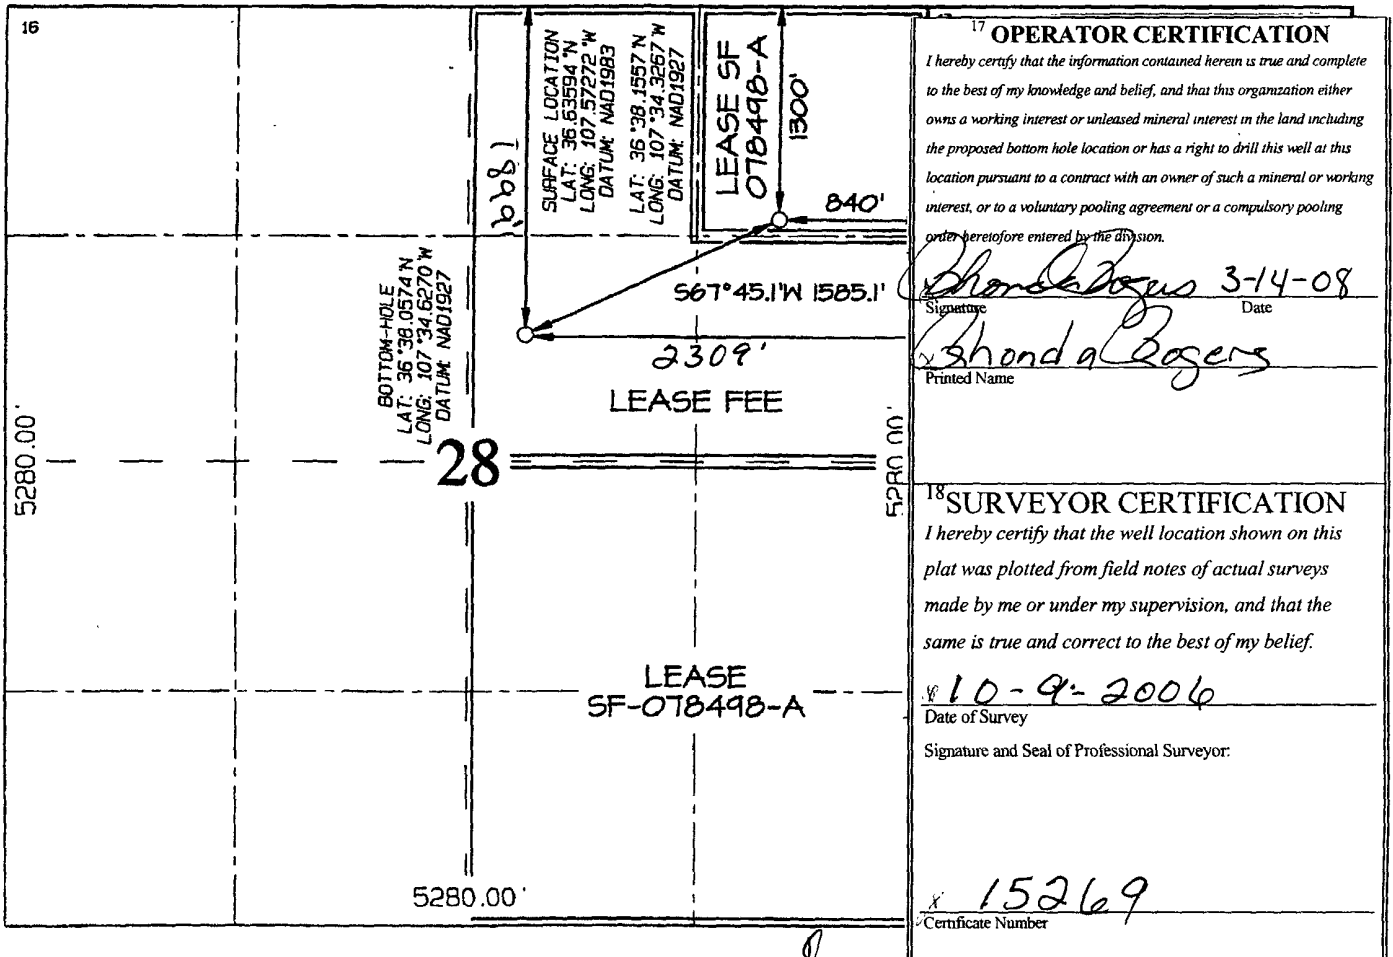 16
SURFACE LOCATION
LAT: 36.63594 °N
LONG: 107.57272 °W
DATUM: NAD1983
LAT: 36 °38.1557 'N
LONG: 107 °34.3267 'W
DATUM: NAD1927
LEASE SF
078498-A
1300'
840'
1899'
S67°45.1'W 1585.1'
BOTTOM-HOLE
LAT: 36 °38.0574 'N
LONG: 107 °34.6270 'W
DATUM: NAD1927
2309'
LEASE FEE
5280.00'
28
5280.00'
LEASE
SF-078498-A
5280.00'
17 OPERATOR CERTIFICATION
I hereby certify that the information contained herein is true and complete
to the best of my knowledge and belief, and that this organization either
owns a working interest or unleased mineral interest in the land including
the proposed bottom hole location or has a right to drill this well at this
location pursuant to a contract with an owner of such a mineral or working
interest, or to a voluntary pooling agreement or a compulsory pooling
order heretofore entered by the division.
Rhonda Rogers 3-14-08
Signature Date
Rhonda Rogers
Printed Name
18 SURVEYOR CERTIFICATION
I hereby certify that the well location shown on this
plat was plotted from field notes of actual surveys
made by me or under my supervision, and that the
same is true and correct to the best of my belief.
10-9-2006
Date of Survey
Signature and Seal of Professional Surveyor:
15269
Certificate Number